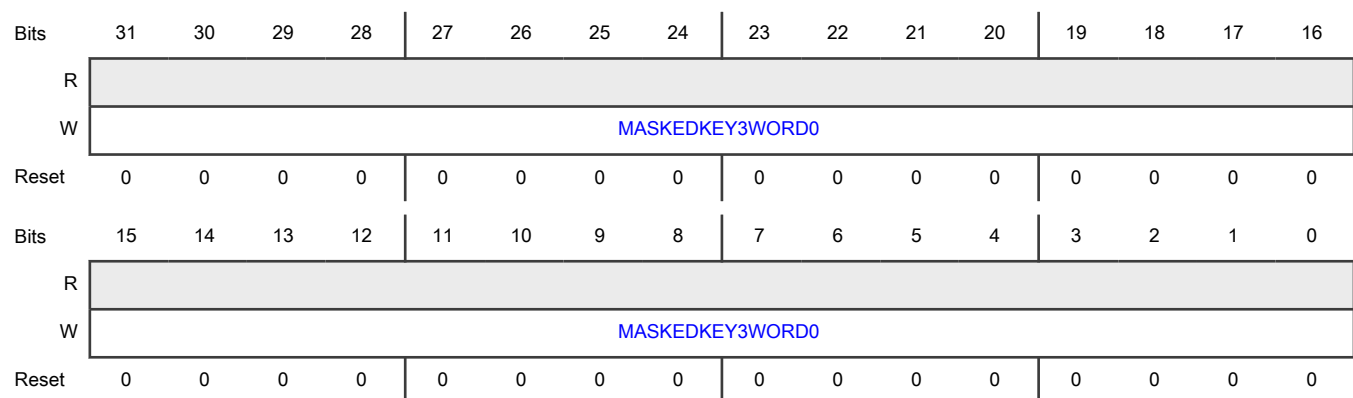 Bits 31 30 29 28 27 26 25 24 23 22 21 20 19 18 17 16
R
W MASKEDKEY3WORD0
Reset 0 0 0 0 0 0 0 0 0 0 0 0 0 0 0 0
Bits 15 14 13 12 11 10 9 8 7 6 5 4 3 2 1 0
R
W MASKEDKEY3WORD0
Reset 0 0 0 0 0 0 0 0 0 0 0 0 0 0 0 0